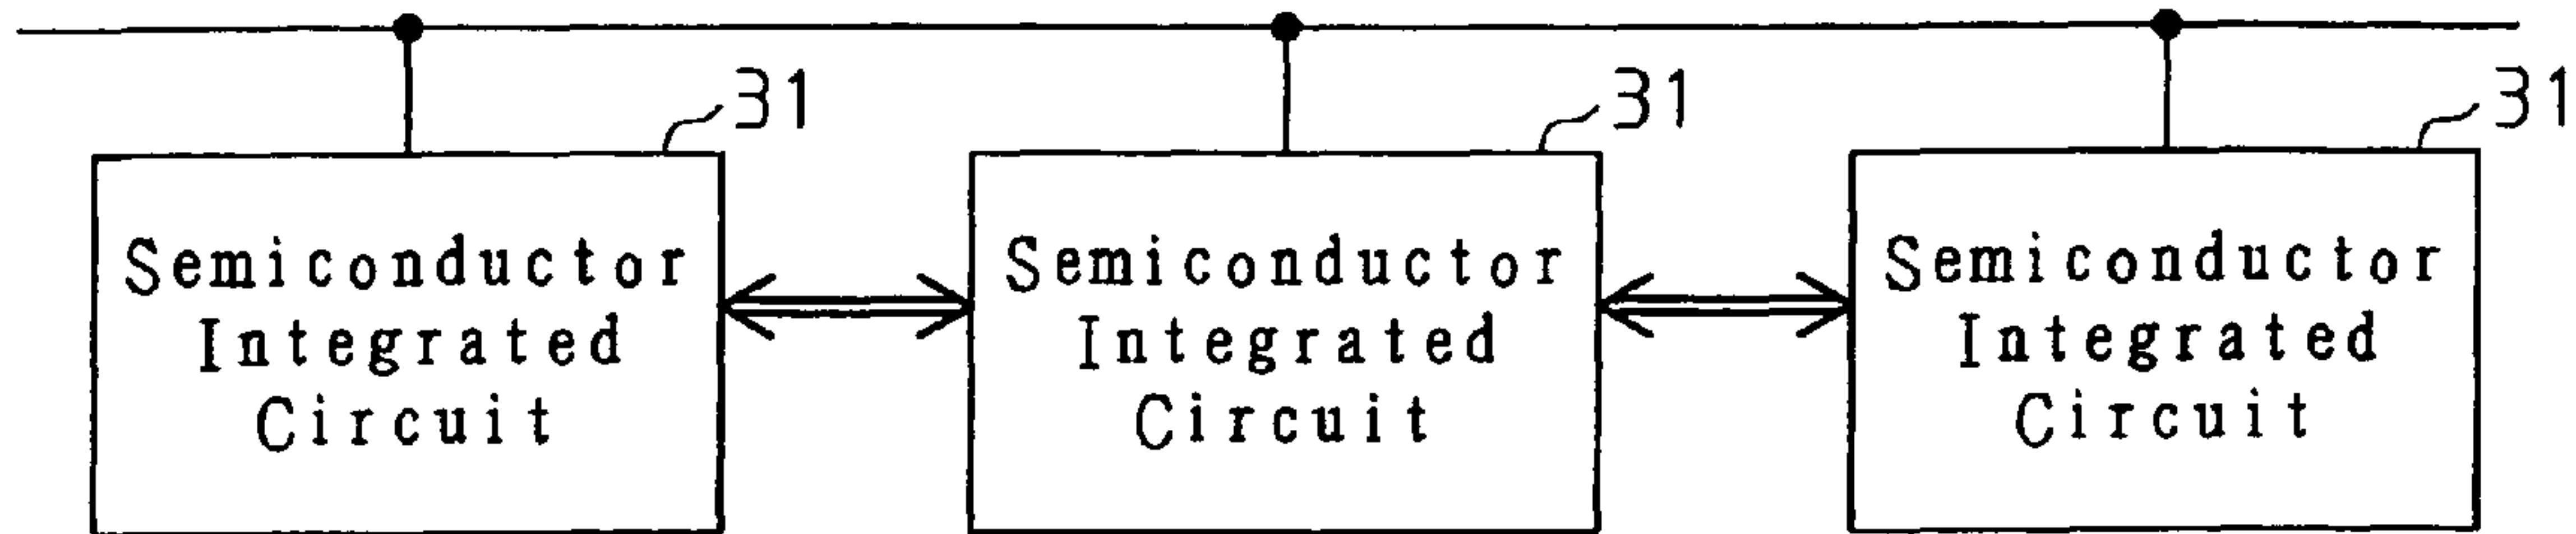 31
31
31
Semiconductor
Integrated
Circuit
Semiconductor
Integrated
Circuit
Semiconductor
Integrated
Circuit